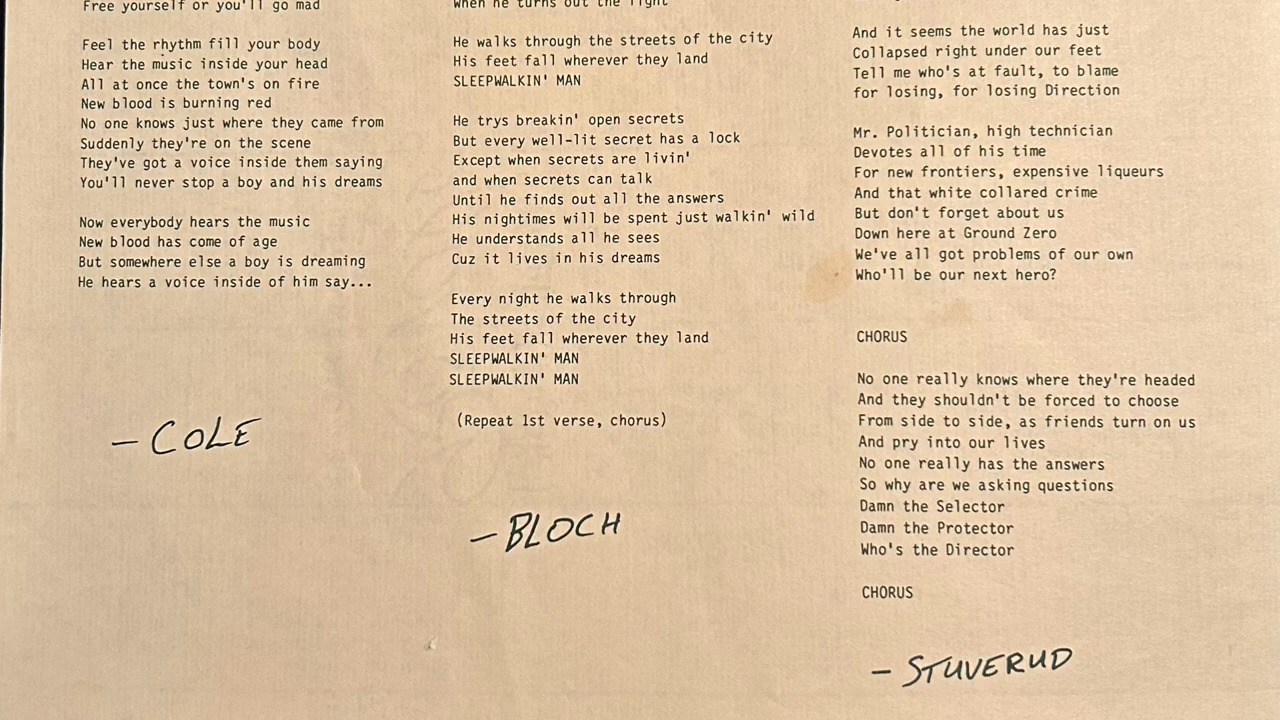 Free yourself or you'll go mad

Feel the rhythm fill your body
Hear the music inside your head
All at once the town's on fire
New blood is burning red
No one knows just where they came from
Suddenly they're on the scene
They've got a voice inside them saying
You'll never stop a boy and his dreams

Now everybody hears the music
New blood has come of age
But somewhere else a boy is dreaming
He hears a voice inside of him say...

— COLE

When he turns out the light

He walks through the streets of the city
His feet fall wherever they land
SLEEPWALKIN' MAN

He trys breakin' open secrets
But every well-lit secret has a lock
Except when secrets are livin'
and when secrets can talk
Until he finds out all the answers
His nightimes will be spent just walkin' wild
He understands all he sees
Cuz it lives in his dreams

Every night he walks through
The streets of the city
His feet fall wherever they land
SLEEPWALKIN' MAN
SLEEPWALKIN' MAN

(Repeat 1st verse, chorus)

— BLOCH

And it seems the world has just
Collapsed right under our feet
Tell me who's at fault, to blame
for losing, for losing Direction

Mr. Politician, high technician
Devotes all of his time
For new frontiers, expensive liqueurs
And that white collared crime
But don't forget about us
Down here at Ground Zero
We've all got problems of our own
Who'll be our next hero?

CHORUS

No one really knows where they're headed
And they shouldn't be forced to choose
From side to side, as friends turn on us
And pry into our lives
No one really has the answers
So why are we asking questions
Damn the Selector
Damn the Protector
Who's the Director

CHORUS

— STUVERUD